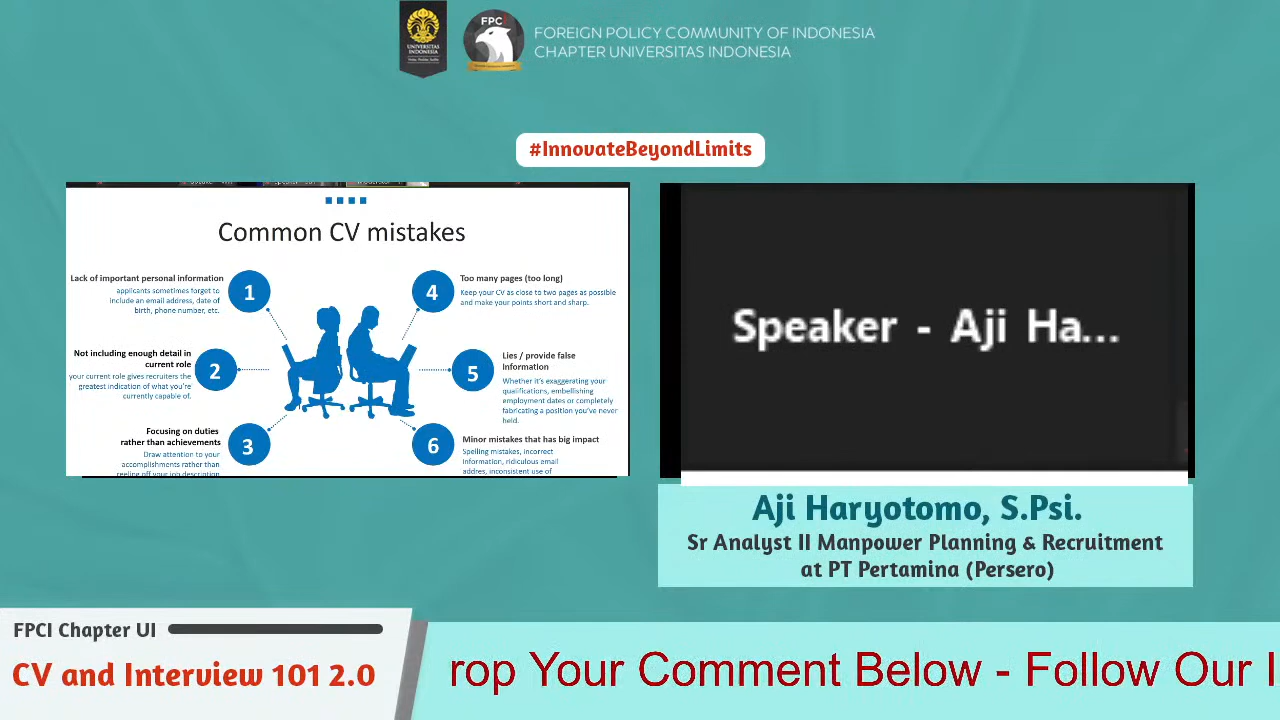 UNIVERSITAS
INDONESIA
FPCI
FOREIGN POLICY COMMUNITY OF INDONESIA
CHAPTER UNIVERSITAS INDONESIA
#InnovateBeyondLimits
Common CV mistakes
Lack of important personal information
applicants sometimes forget to
include an email address, date of
birth, phone number, etc.
1
Not including enough detail in
current role
your current role gives recruiters the
greatest indication of what you're
currently capable of.
2
Focusing on duties
rather than achievements
Draw attention to your
accomplishments rather than
reeling off your job description
3
4
Too many pages (too long)
Keep your CV as close to two pages as possible
and make your points short and sharp.
5
Lies / provide false
information
Whether it's exaggerating your
qualifications, embellishing
employment dates or completely
fabricating a position you've never
held.
6
Minor mistakes that has big impact
Spelling mistakes, incorrect
information, ridiculous email
addres, inconsistent use of
Speaker - Aji Ha...
Aji Haryotomo, S.Psi.
Sr Analyst II Manpower Planning & Recruitment
at PT Pertamina (Persero)
FPCI Chapter UI
CV and Interview 101 2.0
rop Your Comment Below - Follow Our I